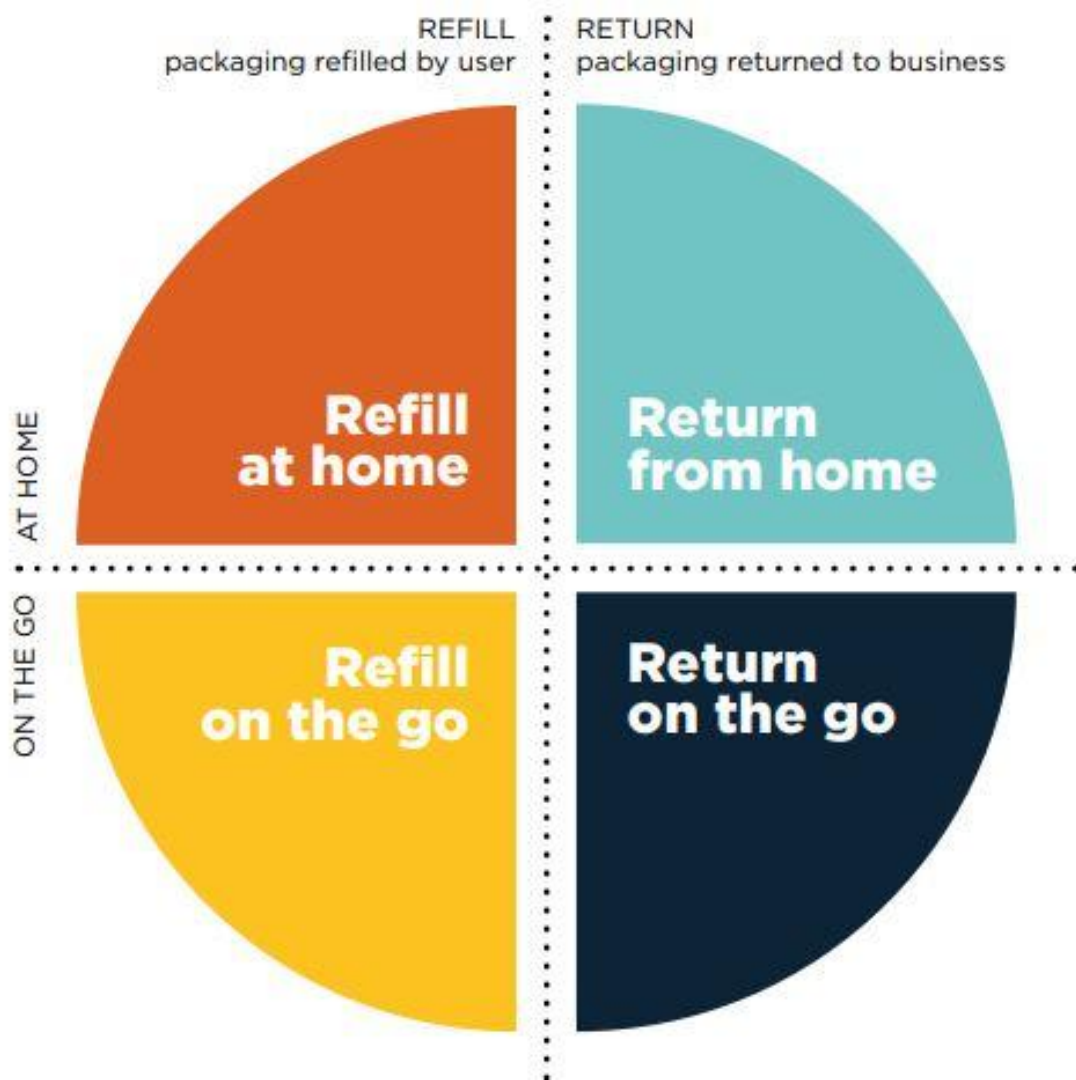 REFILL
packaging refilled by user
RETURN
packaging returned to business
AT HOME
Refill
at home
Return
from home
ON THE GO
Refill
on the go
Return
on the go